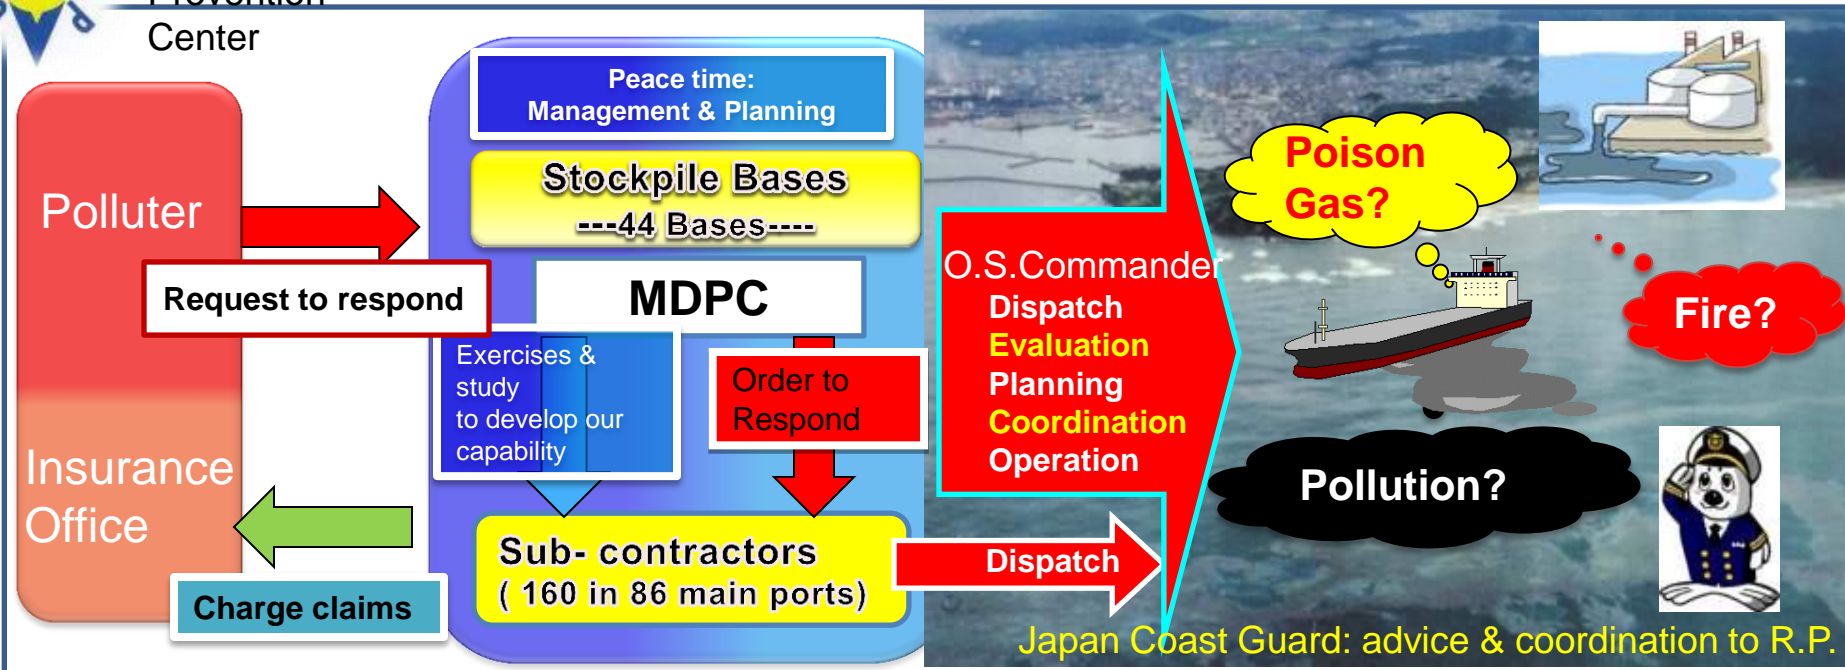 Prevention
Center
Peace time:
Management & Planning
Stockpile Bases
---44 Bases----
Polluter
Request to respond
MDPC
Exercises &
study
to develop our
capability
Order to
Respond
Insurance
Office
Charge claims
Sub- contractors
( 160 in 86 main ports)
Dispatch
O.S.Commander
Dispatch
Evaluation
Planning
Coordination
Operation
Poison
Gas?
Fire?
Pollution?
Japan Coast Guard: advice & coordination to R.P.